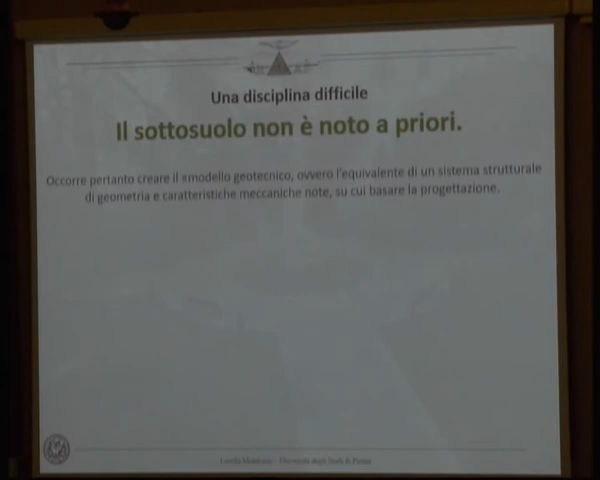 Una disciplina difficile
Il sottosuolo non è noto a priori.
Occorre pertanto creare il «modello geotecnico, ovvero l'equivalente di un sistema strutturale
di geometria e caratteristiche meccaniche note, su cui basare la progettazione.